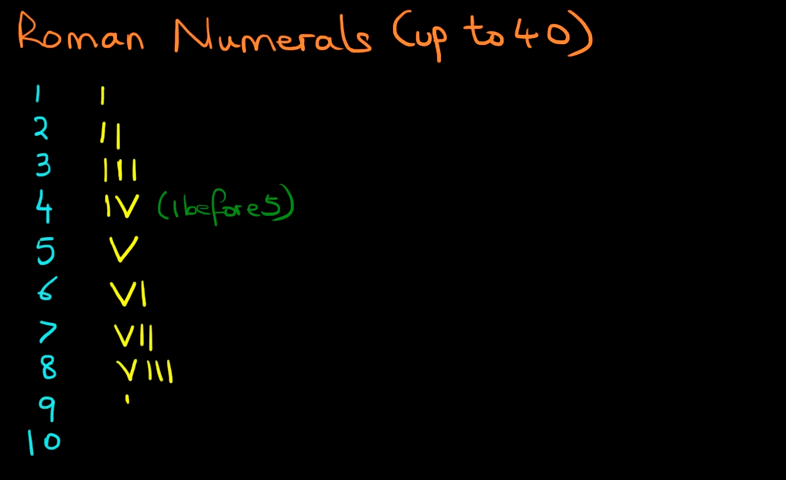 Roman Numerals (up to 40)
1 I
2 II
3 III
4 IV (1 before 5)
5 V
6 VI
7 VII
8 VIII
9
10